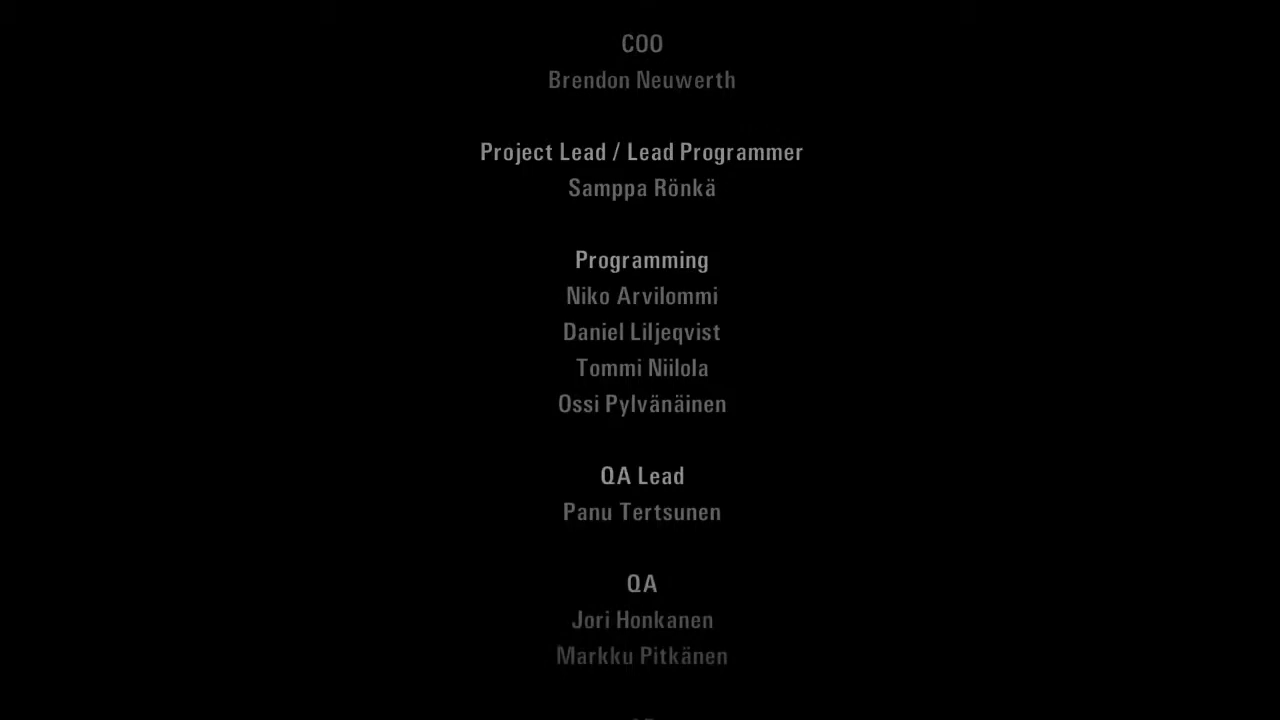 COO
Brendon Neuwerth
Project Lead / Lead Programmer
Samppa Rönkä
Programming
Niko Arvilommi
Daniel Liljeqvist
Tommi Niilola
Ossi Pylvänäinen
QA Lead
Panu Tertsunen
QA
Jori Honkanen
Markku Pitkänen